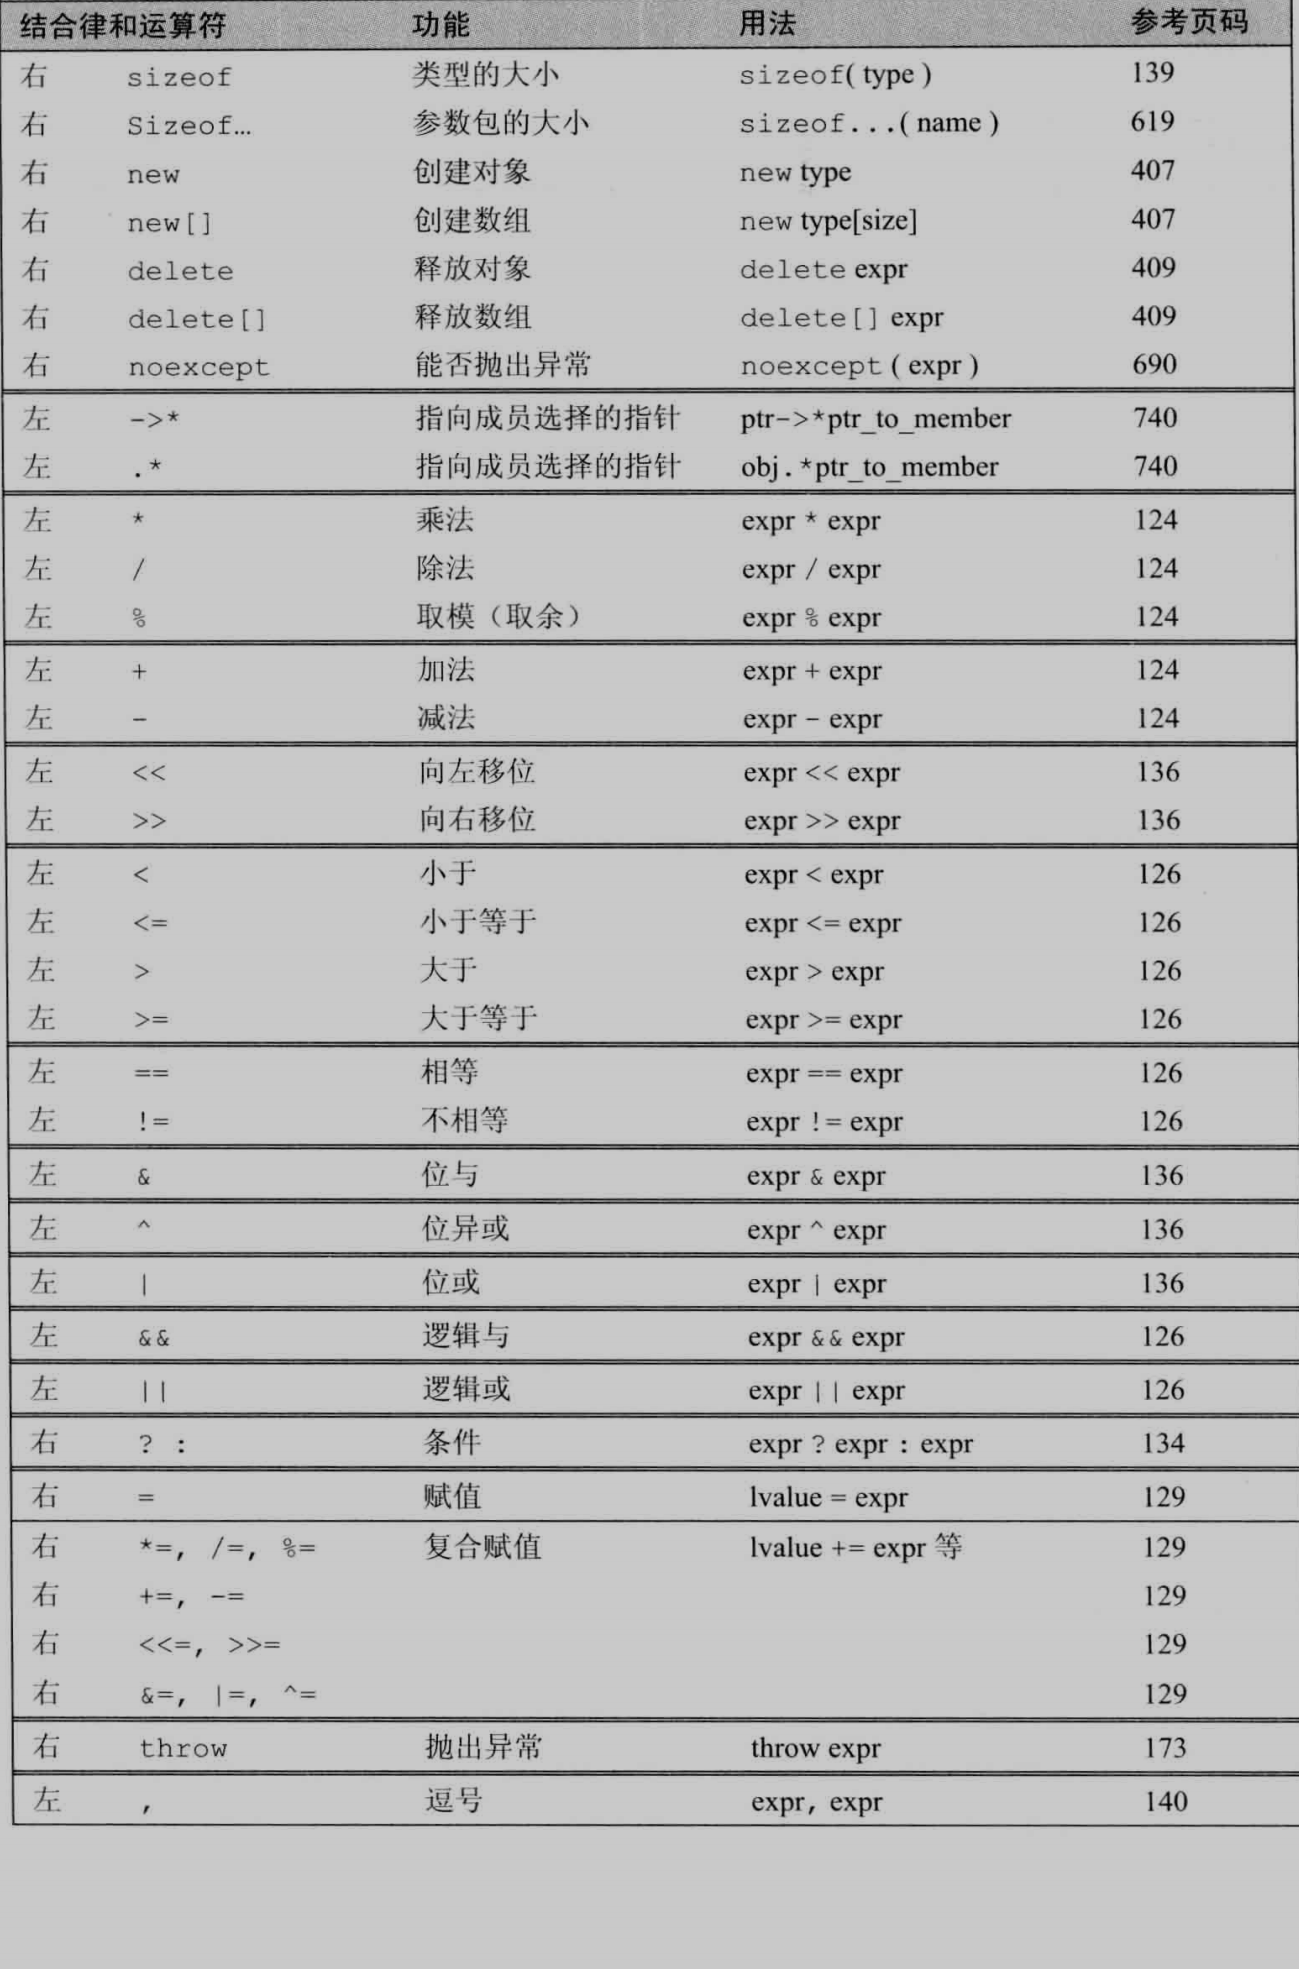 结合律和运算符 功能 用法 参考页码
右 sizeof 类型的大小 sizeof( type ) 139
右 Sizeof… 参数包的大小 sizeof...( name ) 619
右 new 创建对象 new type 407
右 new[] 创建数组 new type[size] 407
右 delete 释放对象 delete expr 409
右 delete[] 释放数组 delete[] expr 409
右 noexcept 能否抛出异常 noexcept ( expr ) 690
左 ->* 指向成员选择的指针 ptr->*ptr_to_member 740
左 .* 指向成员选择的指针 obj.*ptr_to_member 740
左 * 乘法 expr * expr 124
左 / 除法 expr / expr 124
左 % 取模（取余） expr % expr 124
左 + 加法 expr + expr 124
左 - 减法 expr - expr 124
左 << 向左移位 expr << expr 136
左 >> 向右移位 expr >> expr 136
左 < 小于 expr < expr 126
左 <= 小于等于 expr <= expr 126
左 > 大于 expr > expr 126
左 >= 大于等于 expr >= expr 126
左 == 相等 expr == expr 126
左 != 不相等 expr != expr 126
左 & 位与 expr & expr 136
左 ^ 位异或 expr ^ expr 136
左 | 位或 expr | expr 136
左 && 逻辑与 expr && expr 126
左 || 逻辑或 expr || expr 126
右 ? : 条件 expr ? expr : expr 134
右 = 赋值 lvalue = expr 129
右 *=, /=, %= 复合赋值 lvalue += expr 等 129
右 +=, -= 129
右 <<=, >>= 129
右 &=, |=, ^= 129
右 throw 抛出异常 throw expr 173
左 , 逗号 expr, expr 140